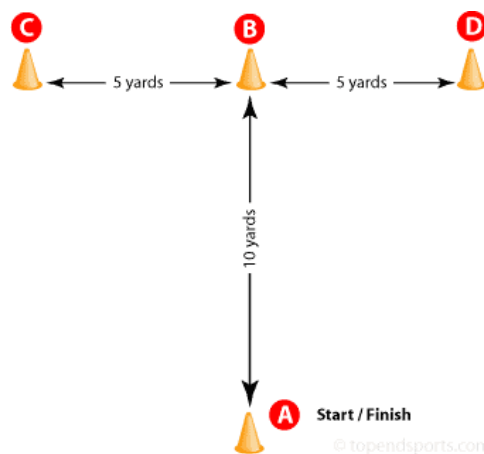 C
B
D
5 yards
5 yards
10 yards
A Start / Finish
© topendsports.com